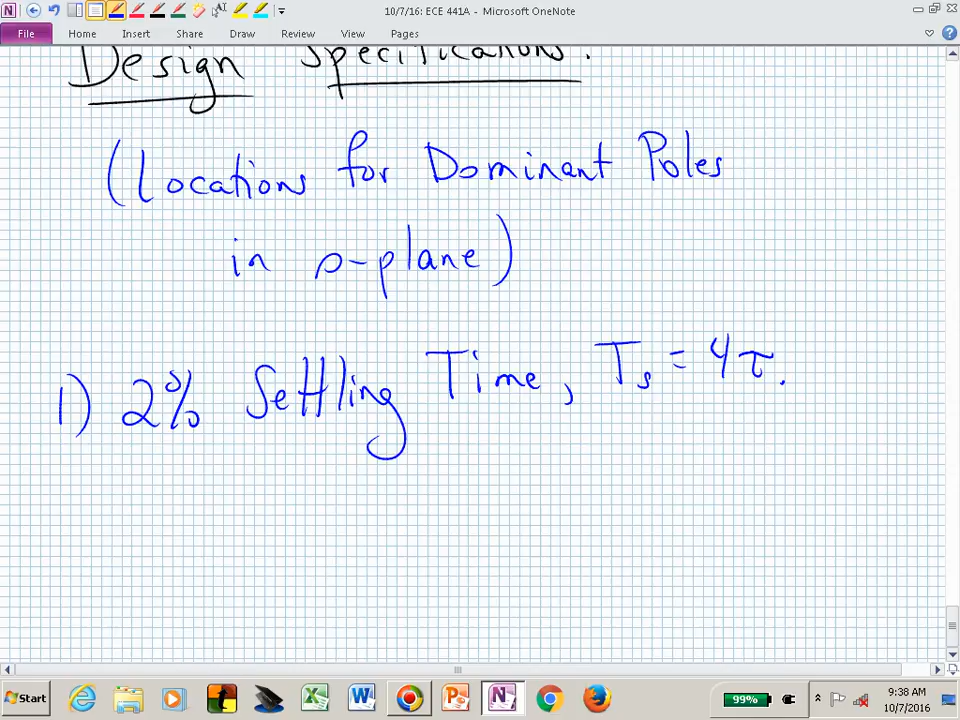 10/7/16: ECE 441A - Microsoft OneNote
File Home Insert Share Draw Review View Pages
Design Specifications.
(Locations for Dominant Poles
in s-plane)
1) 2% Settling Time, Ts = 4τ.
Start
99%
9:38 AM
10/7/2016